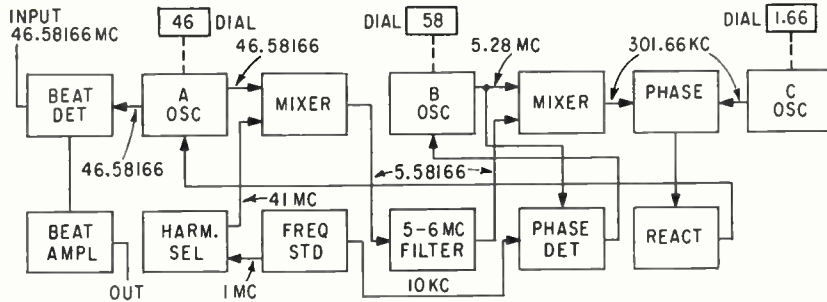 INPUT
46.58166 MC
46 DIAL
46.58166
DIAL 58
5.28 MC
DIAL 1.66
301.66 KC
BEAT
DET
A
OSC
MIXER
B
OSC
MIXER
PHASE
C
OSC
46.58166
5.58166
41 MC
BEAT
AMPL
HARM.
SEL
FREQ
STD
5-6 MC
FILTER
PHASE
DET
REACT
OUT
1 MC
10 KC